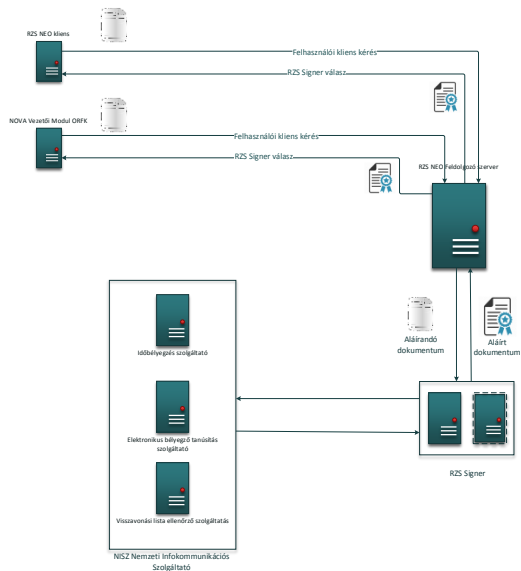 RZS NEO kliens
Felhasználói kliens kérés
RZS Signer válasz
NOVA Vezetői Modul ORFK
Felhasználói kliens kérés
RZS Signer válasz
RZS NEO Feldolgozó szerver
Aláírandó
dokumentum
Aláírt
dokumentum
Időbélyegzés szolgáltató
Elektronikus bélyegző tanúsítás
szolgáltató
Visszavonási lista ellenőrző szolgáltatás
RZS Signer
NISZ Nemzeti Infokommunikációs
Szolgáltató